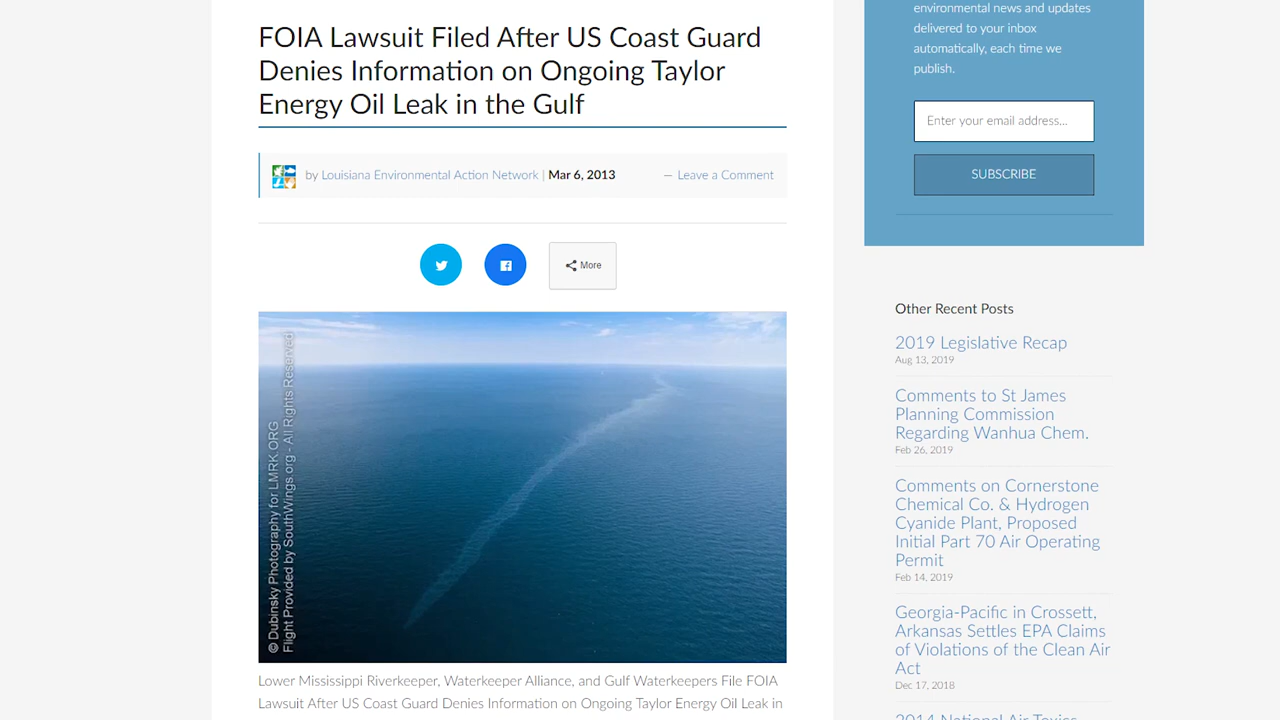 FOIA Lawsuit Filed After US Coast Guard
Denies Information on Ongoing Taylor
Energy Oil Leak in the Gulf
by Louisiana Environmental Action Network | Mar 6, 2013
— Leave a Comment
More
© Dubinsky Photography for LMRK.ORG
Flight Provided by SouthWings.org - All Rights Reserved
Lower Mississippi Riverkeeper, Waterkeeper Alliance, and Gulf Waterkeepers File FOIA
Lawsuit After US Coast Guard Denies Information on Ongoing Taylor Energy Oil Leak in
environmental news and updates
delivered to your inbox
automatically, each time we
publish.
Enter your email address...
SUBSCRIBE
Other Recent Posts
2019 Legislative Recap
Aug 13, 2019
Comments to St James
Planning Commission
Regarding Wanhua Chem.
Feb 26, 2019
Comments on Cornerstone
Chemical Co. & Hydrogen
Cyanide Plant, Proposed
Initial Part 70 Air Operating
Permit
Feb 14, 2019
Georgia-Pacific in Crossett,
Arkansas Settles EPA Claims
of Violations of the Clean Air
Act
Dec 17, 2018
2014 National Air Toxics